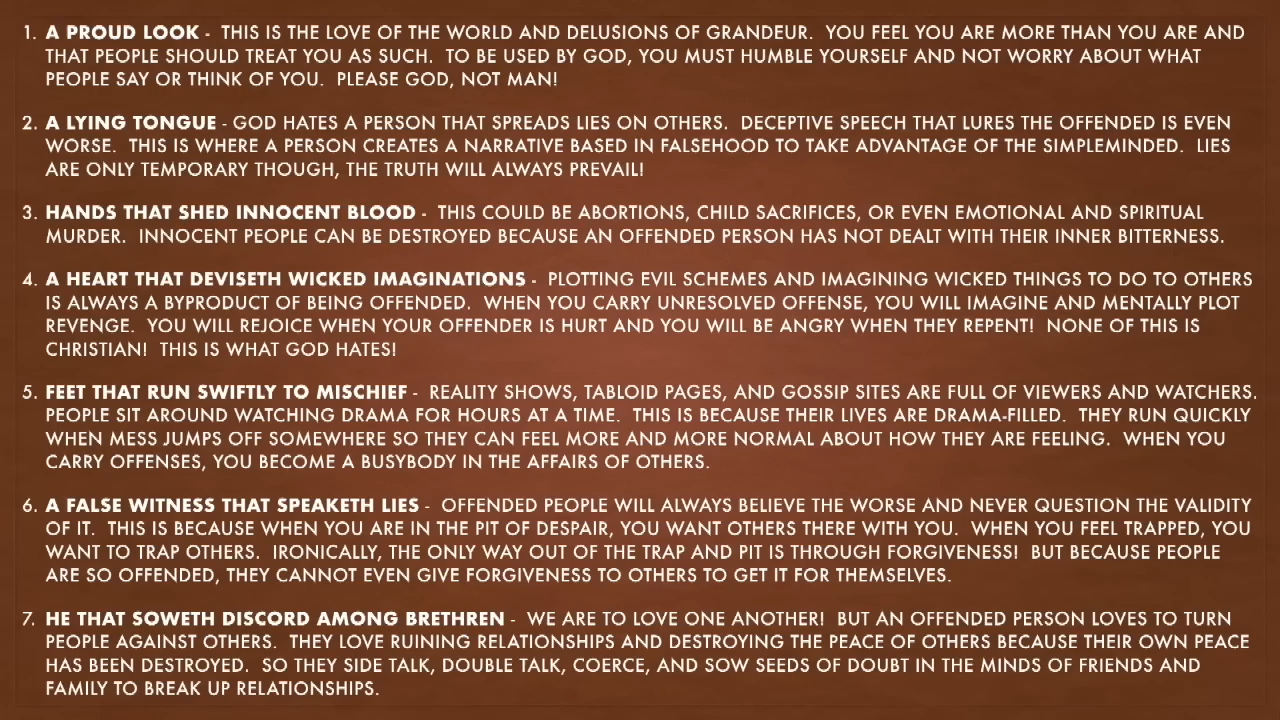 1. A PROUD LOOK - THIS IS THE LOVE OF THE WORLD AND DELUSIONS OF GRANDEUR. YOU FEEL YOU ARE MORE THAN YOU ARE AND
THAT PEOPLE SHOULD TREAT YOU AS SUCH. TO BE USED BY GOD, YOU MUST HUMBLE YOURSELF AND NOT WORRY ABOUT WHAT
PEOPLE SAY OR THINK OF YOU. PLEASE GOD, NOT MAN!
2. A LYING TONGUE - GOD HATES A PERSON THAT SPREADS LIES ON OTHERS. DECEPTIVE SPEECH THAT LURES THE OFFENDED IS EVEN
WORSE. THIS IS WHERE A PERSON CREATES A NARRATIVE BASED IN FALSEHOOD TO TAKE ADVANTAGE OF THE SIMPLEMINDED. LIES
ARE ONLY TEMPORARY THOUGH, THE TRUTH WILL ALWAYS PREVAIL!
3. HANDS THAT SHED INNOCENT BLOOD - THIS COULD BE ABORTIONS, CHILD SACRIFICES, OR EVEN EMOTIONAL AND SPIRITUAL
MURDER. INNOCENT PEOPLE CAN BE DESTROYED BECAUSE AN OFFENDED PERSON HAS NOT DEALT WITH THEIR INNER BITTERNESS.
4. A HEART THAT DEVISETH WICKED IMAGINATIONS - PLOTTING EVIL SCHEMES AND IMAGINING WICKED THINGS TO DO TO OTHERS
IS ALWAYS A BYPRODUCT OF BEING OFFENDED. WHEN YOU CARRY UNRESOLVED OFFENSE, YOU WILL IMAGINE AND MENTALLY PLOT
REVENGE. YOU WILL REJOICE WHEN YOUR OFFENDER IS HURT AND YOU WILL BE ANGRY WHEN THEY REPENT! NONE OF THIS IS
CHRISTIAN! THIS IS WHAT GOD HATES!
5. FEET THAT RUN SWIFTLY TO MISCHIEF - REALITY SHOWS, TABLOID PAGES, AND GOSSIP SITES ARE FULL OF VIEWERS AND WATCHERS.
PEOPLE SIT AROUND WATCHING DRAMA FOR HOURS AT A TIME. THIS IS BECAUSE THEIR LIVES ARE DRAMA-FILLED. THEY RUN QUICKLY
WHEN MESS JUMPS OFF SOMEWHERE SO THEY CAN FEEL MORE AND MORE NORMAL ABOUT HOW THEY ARE FEELING. WHEN YOU
CARRY OFFENSES, YOU BECOME A BUSYBODY IN THE AFFAIRS OF OTHERS.
6. A FALSE WITNESS THAT SPEAKETH LIES - OFFENDED PEOPLE WILL ALWAYS BELIEVE THE WORSE AND NEVER QUESTION THE VALIDITY
OF IT. THIS IS BECAUSE WHEN YOU ARE IN THE PIT OF DESPAIR, YOU WANT OTHERS THERE WITH YOU. WHEN YOU FEEL TRAPPED, YOU
WANT TO TRAP OTHERS. IRONICALLY, THE ONLY WAY OUT OF THE TRAP AND PIT IS THROUGH FORGIVENESS! BUT BECAUSE PEOPLE
ARE SO OFFENDED, THEY CANNOT EVEN GIVE FORGIVENESS TO OTHERS TO GET IT FOR THEMSELVES.
7. HE THAT SOWETH DISCORD AMONG BRETHREN - WE ARE TO LOVE ONE ANOTHER! BUT AN OFFENDED PERSON LOVES TO TURN
PEOPLE AGAINST OTHERS. THEY LOVE RUINING RELATIONSHIPS AND DESTROYING THE PEACE OF OTHERS BECAUSE THEIR OWN PEACE
HAS BEEN DESTROYED. SO THEY SIDE TALK, DOUBLE TALK, COERCE, AND SOW SEEDS OF DOUBT IN THE MINDS OF FRIENDS AND
FAMILY TO BREAK UP RELATIONSHIPS.